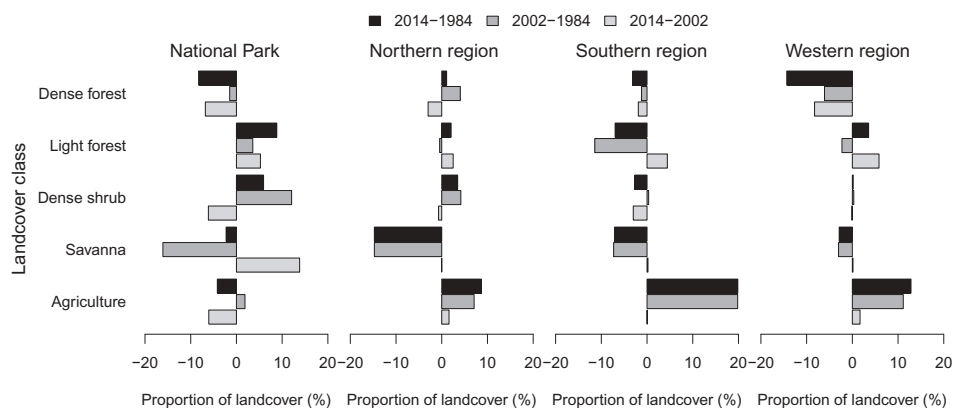 2014−1984 2002−1984 2014−2002
National Park Northern region Southern region Western region
Landcover class
Dense forest
Light forest
Dense shrub
Savanna
Agriculture
−20 −10 0 10 20 −20 −10 0 10 20 −20 −10 0 10 20 −20 −10 0 10 20
Proportion of landcover (%) Proportion of landcover (%) Proportion of landcover (%) Proportion of landcover (%)